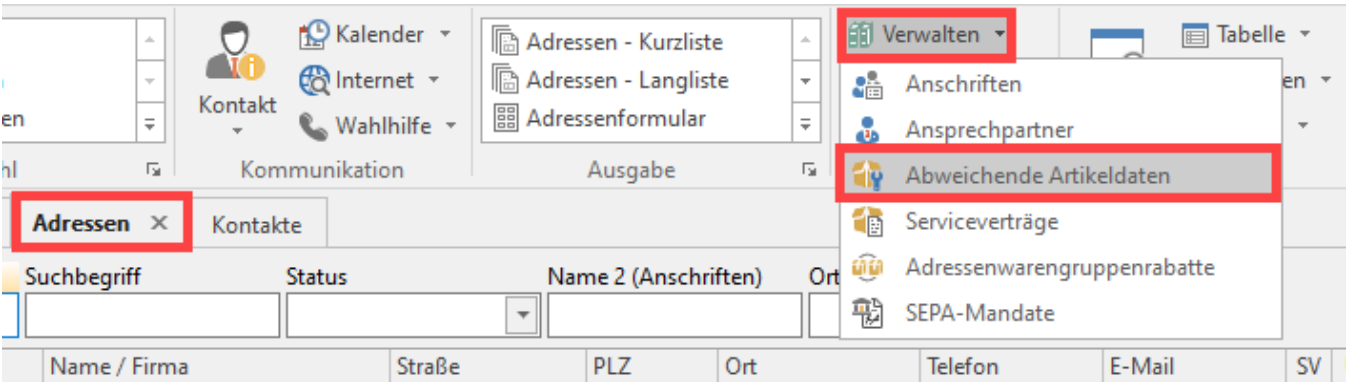 Kalender
Internet
Wahlhilfe
Kontakt
en
Kommunikation
Adressen - Kurzliste
Adressen - Langliste
Adressenformular
Ausgabe
Verwalten
Tabelle
en
Anschriften
Ansprechpartner
Abweichende Artikeldaten
Serviceverträge
Adressenwarengruppenrabatte
SEPA-Mandate
Adressen
Kontakte
Suchbegriff Status Name 2 (Anschriften) Ort
Name / Firma Straße PLZ Ort Telefon E-Mail SV